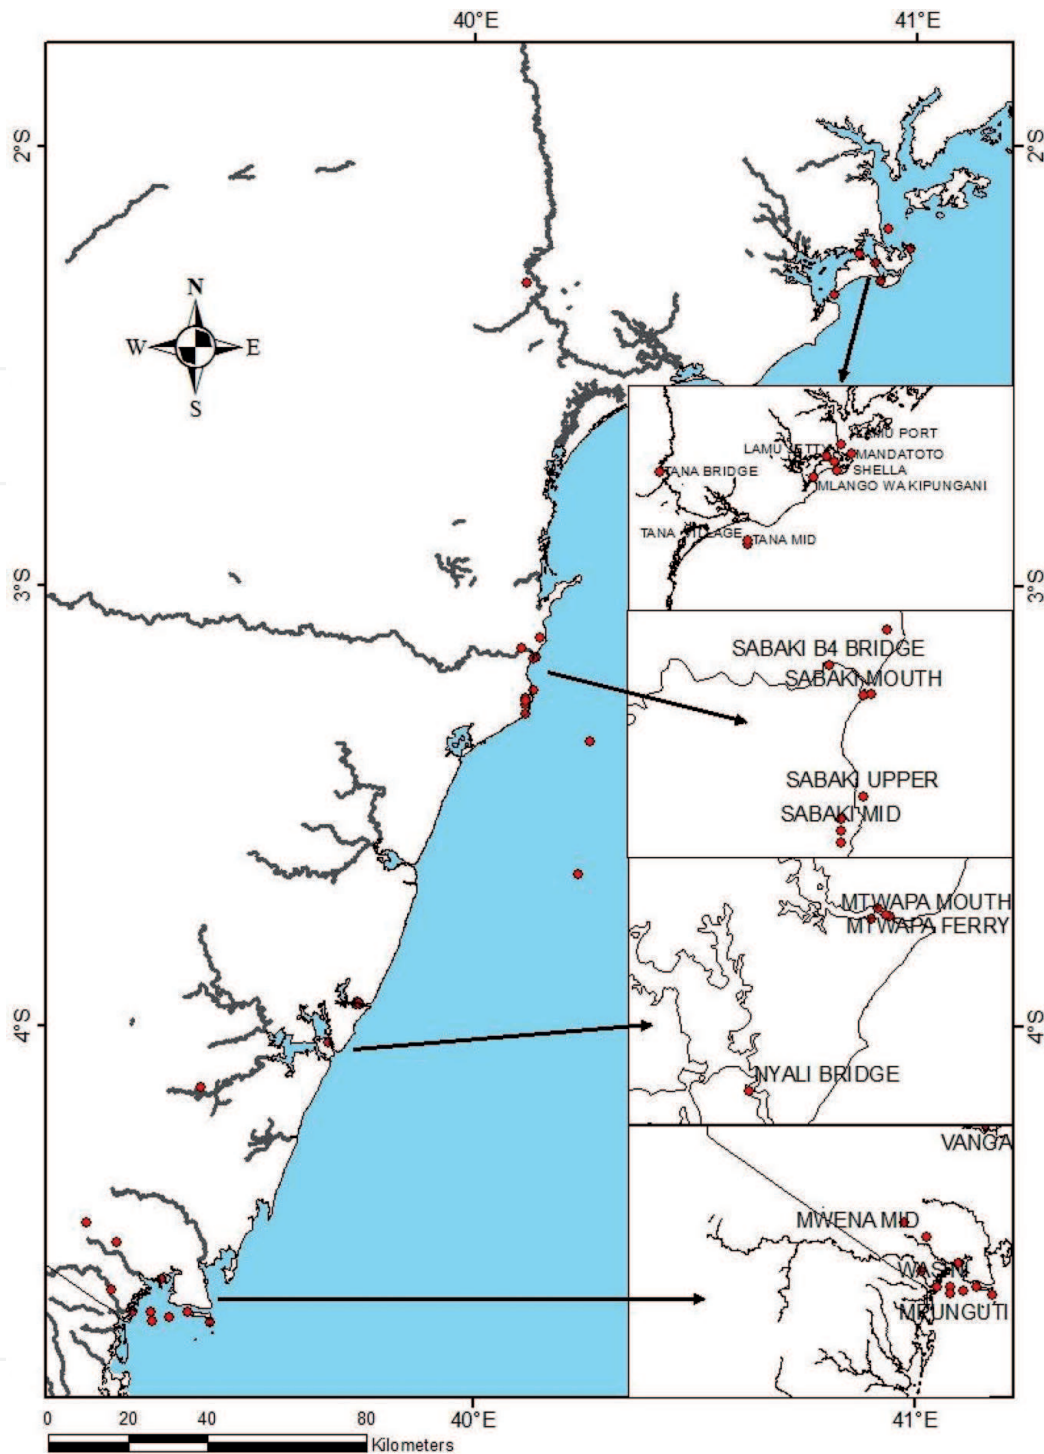 40°E 41°E
2°S 2°S
N
W E
S
LAMU PORT
LAMU JETTY MANDATOTO
TANA BRIDGE SHELLA
MLANGO WA KIPUNGANI
TANA VILLAGE TANA MID
3°S 3°S
SABAKI B4 BRIDGE
SABAKI MOUTH
SABAKI UPPER
SABAKI MID
MTWAPA MOUTH
MTWAPA FERRY
4°S 4°S
NYALI BRIDGE
VANGA
MWENA MID
WASINI
MPUNGUTI
40°E 41°E
0 20 40 80
Kilometers